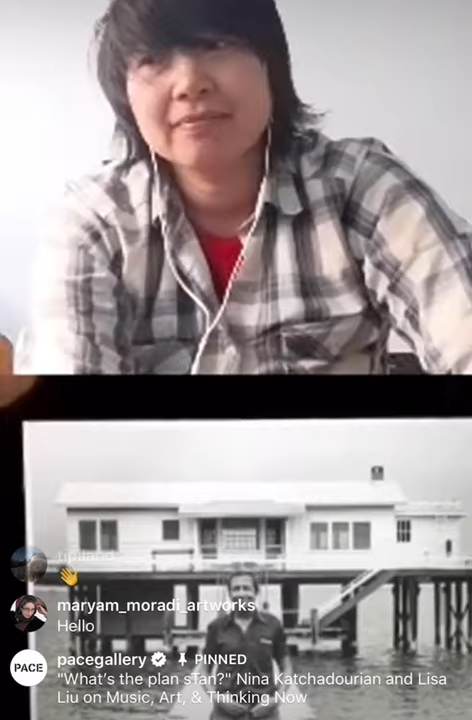 tipiland
👋
maryam_moradi_artworks
Hello
PACE
pacegallery PINNED
"What's the plan sTan?" Nina Katchadourian and Lisa
Liu on Music, Art, & Thinking Now